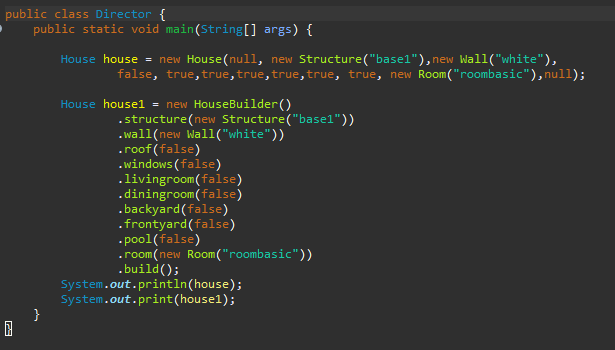 public class Director {
public static void main(String[] args) {
House house = new House(null, new Structure("base1"),new Wall("white"),
false, true,true,true,true,true, true, new Room("roombasic"),null);
House house1 = new HouseBuilder()
.structure(new Structure("base1"))
.wall(new Wall("white"))
.roof(false)
.windows(false)
.livingroom(false)
.diningroom(false)
.backyard(false)
.frontyard(false)
.pool(false)
.room(new Room("roombasic"))
.build();
System.out.println(house);
System.out.print(house1);
}
}